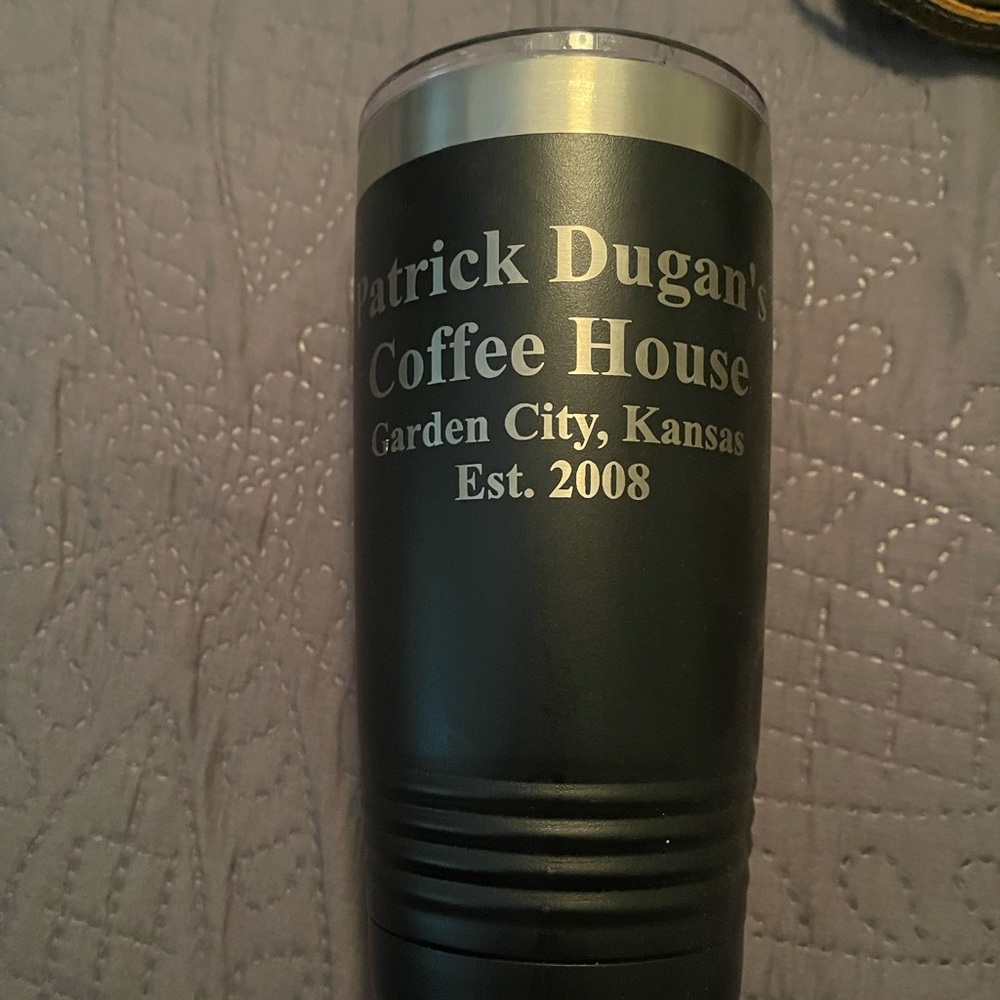 Patrick Dugan's
Coffee House
Garden City, Kansas
Est. 2008